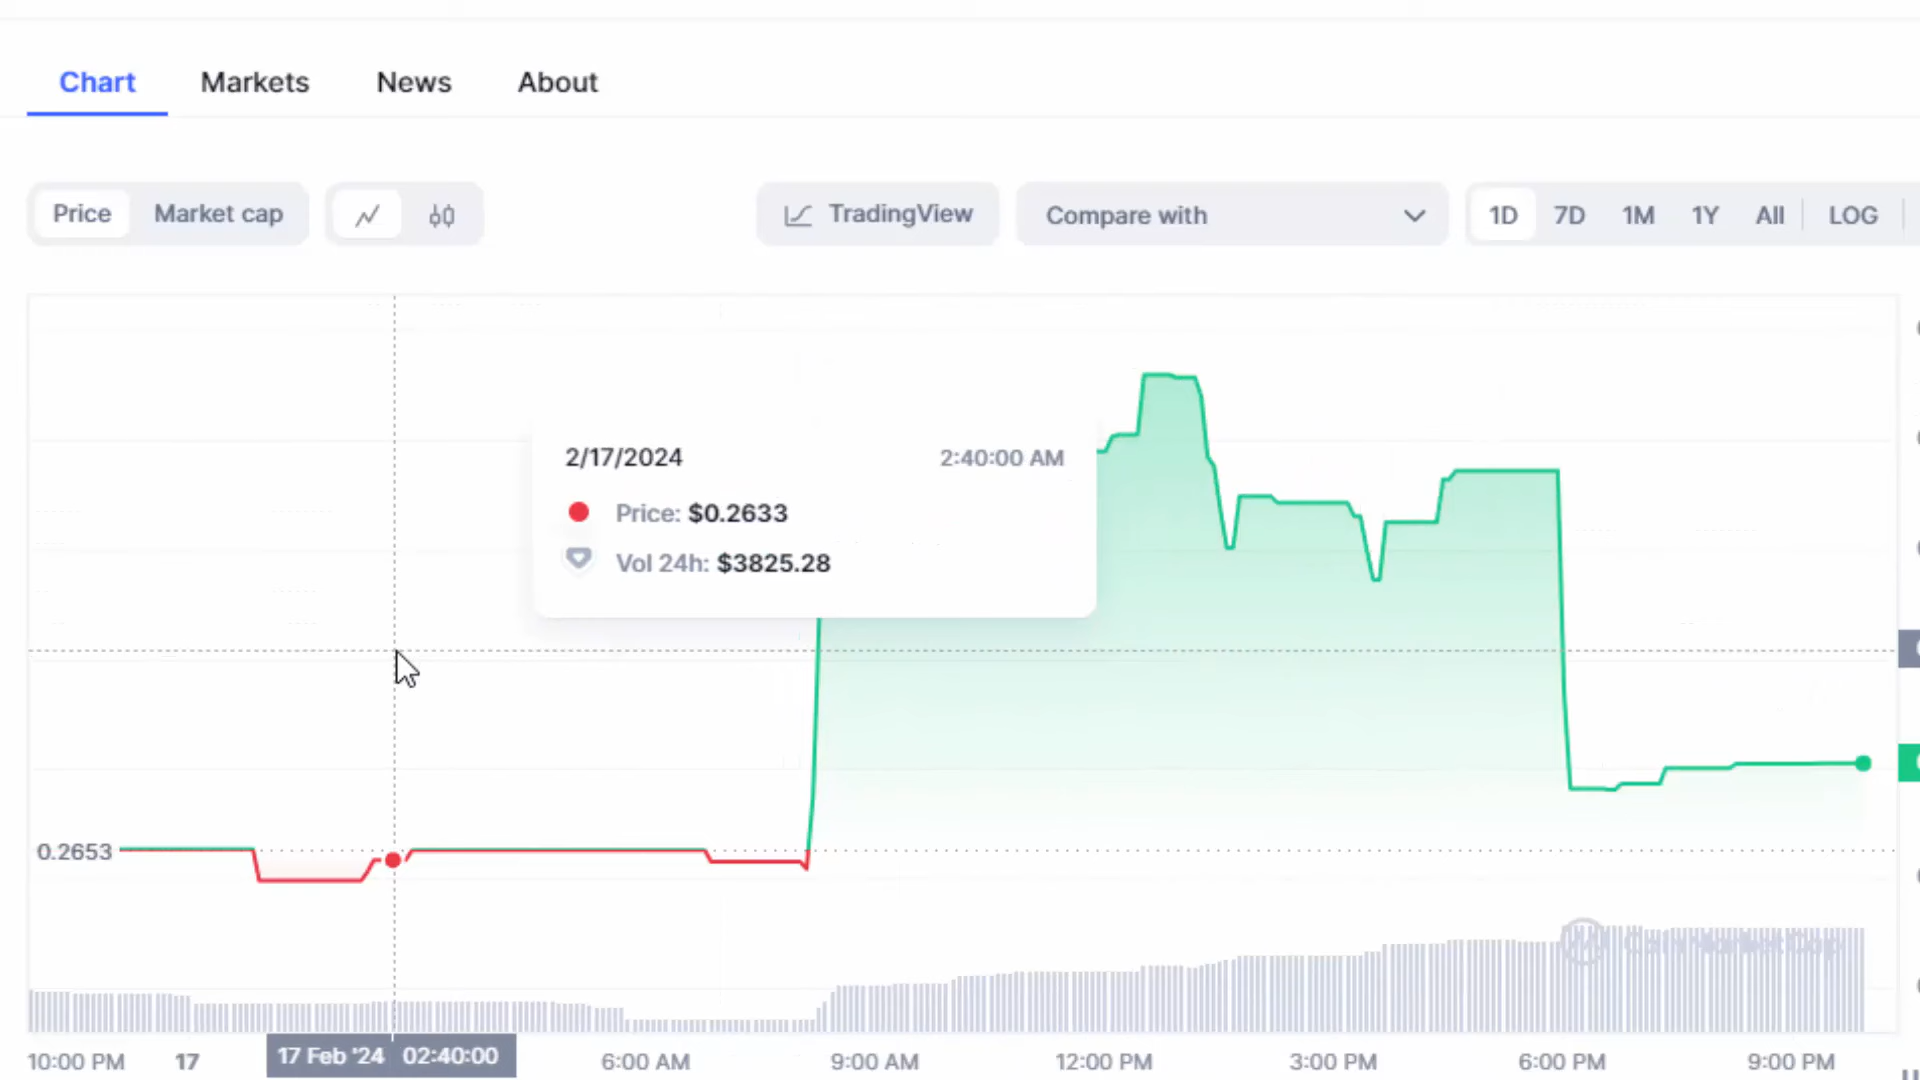 Chart Markets News About
Price Market cap TradingView Compare with 1D 7D 1M 1Y All LOG
2/17/2024 2:40:00 AM
Price: $0.2633
Vol 24h: $3825.28
0.2653
CoinMarketCap
10:00 PM 17 17 Feb '24 02:40:00 6:00 AM 9:00 AM 12:00 PM 3:00 PM 6:00 PM 9:00 PM